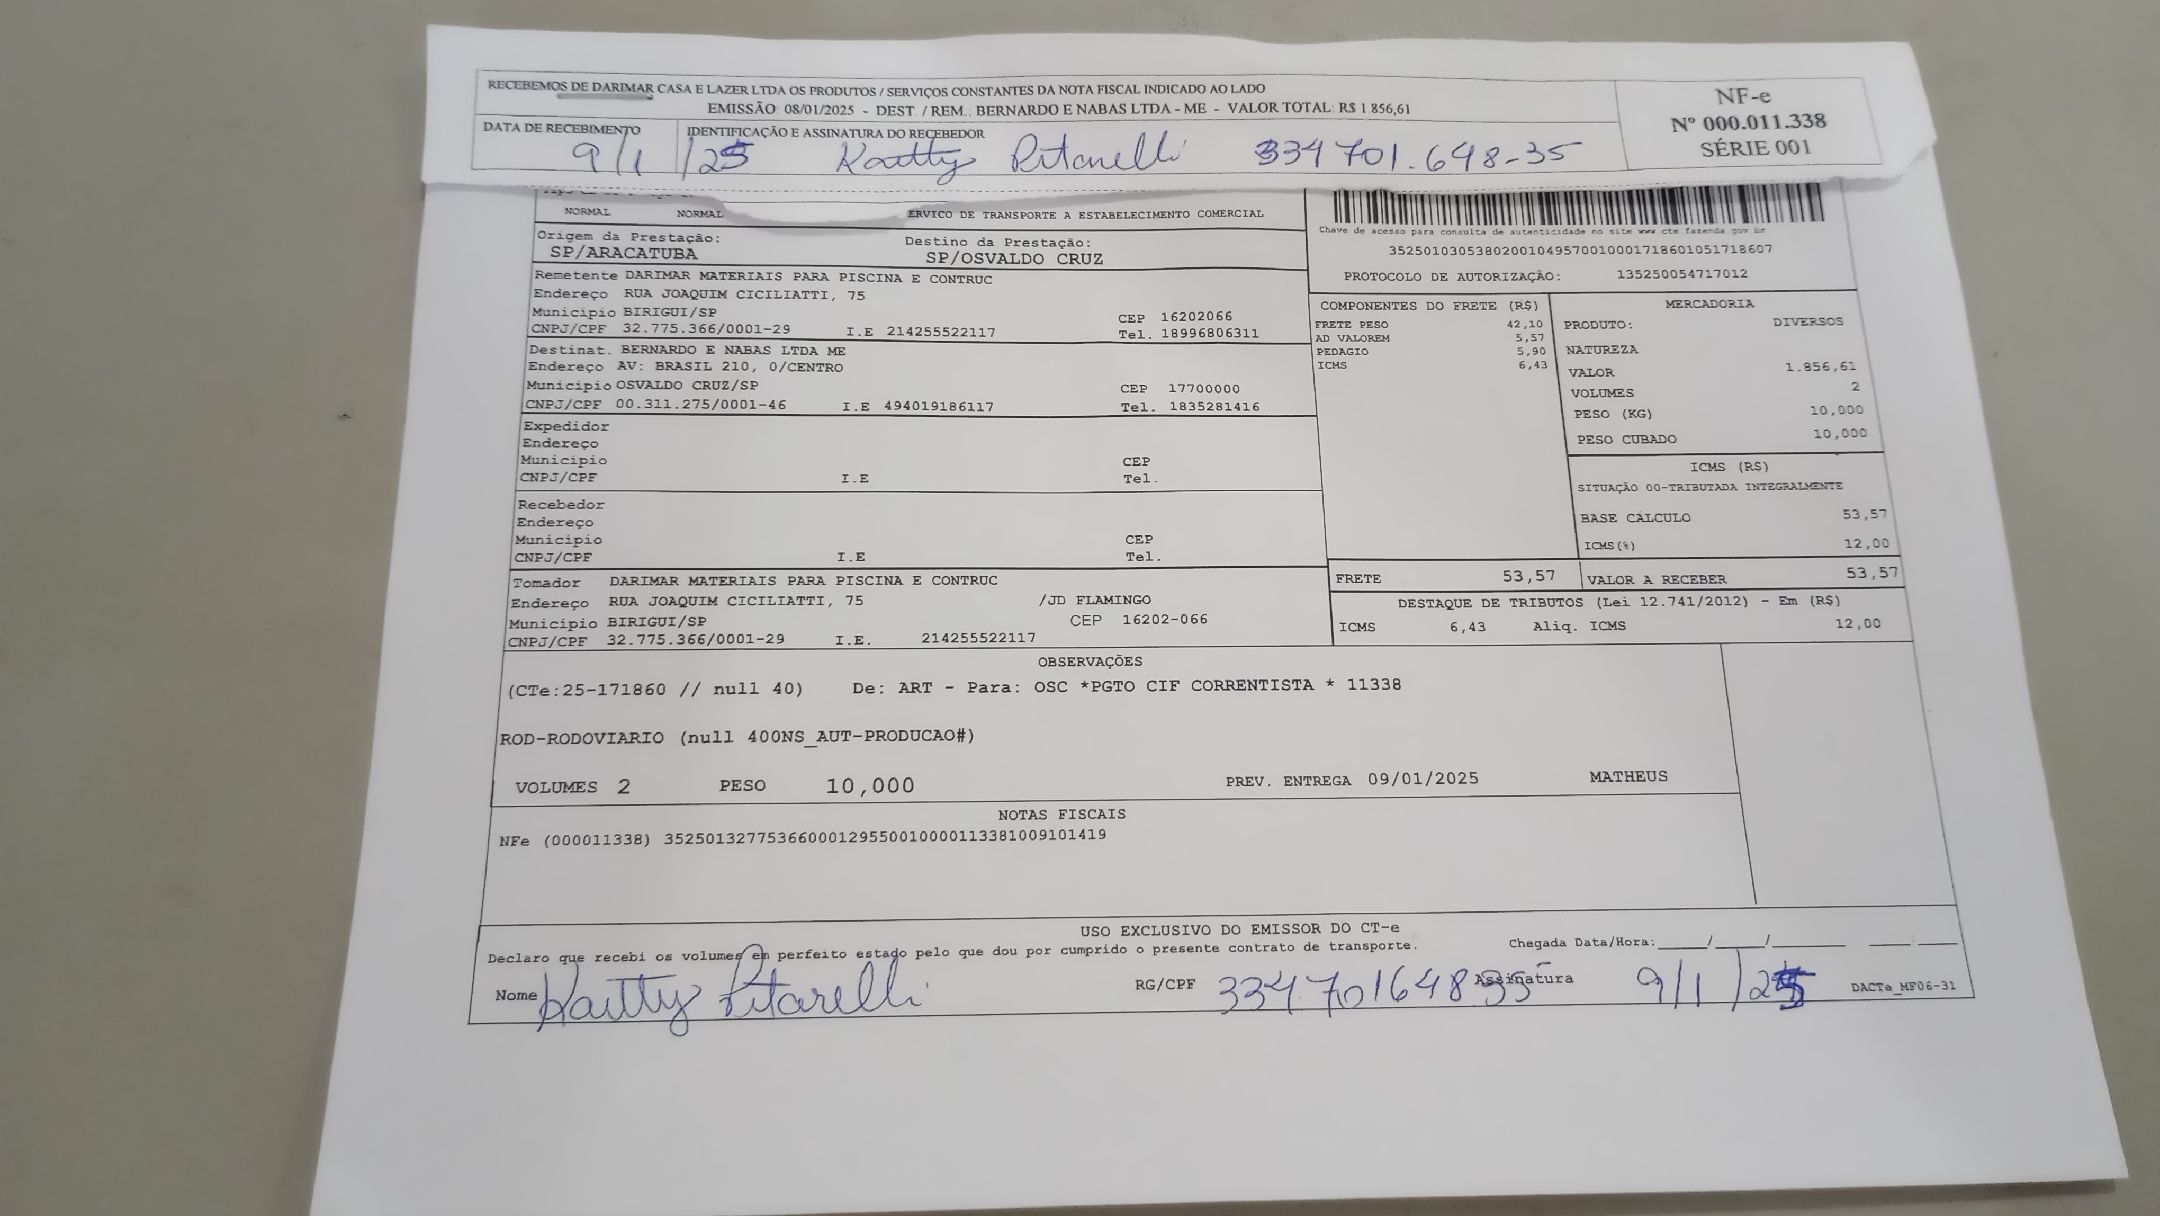 RECEBEMOS DE DARIMAR CASA E LAZER LTDA OS PRODUTOS / SERVIÇOS CONSTANTES DA NOTA FISCAL INDICADO AO LADO
EMISSÃO: 08/01/2025 - DEST. / REM.: BERNARDO E NABAS LTDA - ME - VALOR TOTAL: R$ 1 856,61
DATA DE RECEBIMENTO
9/1/25
IDENTIFICAÇÃO E ASSINATURA DO RECEBEDOR
Kaitty Pitarelli 334701.648-35
NF-e
Nº 000.011.338
SÉRIE 001
NORMAL NORMAL ERVICO DE TRANSPORTE A ESTABELECIMENTO COMERCIAL
Chave de acesso para consulta de autenticidade no site www cte fazenda gov br
35250103053802001049570010001718601051718607
PROTOCOLO DE AUTORIZAÇÃO: 135250054717012
Origem da Prestação: Destino da Prestação:
SP/ARACATUBA SP/OSVALDO CRUZ
Remetente DARIMAR MATERIAIS PARA PISCINA E CONTRUC
Endereço RUA JOAQUIM CICILIATTI, 75
Municipio BIRIGUI/SP CEP 16202066
CNPJ/CPF 32.775.366/0001-29 I.E 214255522117 Tel. 18996806311
Destinat. BERNARDO E NABAS LTDA ME
Endereço AV: BRASIL 210, 0/CENTRO
Municipio OSVALDO CRUZ/SP CEP 17700000
CNPJ/CPF 00.311.275/0001-46 I.E 494019186117 Tel. 1835281416
Expedidor
Endereço
Municipio CEP
CNPJ/CPF I.E Tel.
Recebedor
Endereço
Municipio CEP
CNPJ/CPF I.E Tel.
Tomador DARIMAR MATERIAIS PARA PISCINA E CONTRUC
Endereço RUA JOAQUIM CICILIATTI, 75 /JD FLAMINGO
Municipio BIRIGUI/SP CEP 16202-066
CNPJ/CPF 32.775.366/0001-29 I.E. 214255522117
COMPONENTES DO FRETE (R$)
FRETE PESO 42,10
AD VALOREM 5,57
PEDAGIO 5,90
ICMS 6,43
MERCADORIA
PRODUTO: DIVERSOS
NATUREZA
VALOR 1.856,61
VOLUMES 2
PESO (KG) 10,000
PESO CUBADO 10,000
ICMS (R$)
SITUAÇÃO 00-TRIBUTADA INTEGRALMENTE
BASE CÁLCULO 53,57
ICMS(%) 12,00
FRETE 53,57 VALOR A RECEBER 53,57
DESTAQUE DE TRIBUTOS (Lei 12.741/2012) - Em (R$)
ICMS 6,43 Aliq. ICMS 12,00
OBSERVAÇÕES
(CTe:25-171860 // null 40) De: ART - Para: OSC *PGTO CIF CORRENTISTA * 11338
ROD-RODOVIARIO (null 400NS_AUT-PRODUCAO#)
VOLUMES 2 PESO 10,000 PREV. ENTREGA 09/01/2025 MATHEUS
NOTAS FISCAIS
NFe (000011338) 35250132775366000129550010000113381009101419
USO EXCLUSIVO DO EMISSOR DO CT-e
Declaro que recebi os volumes em perfeito estado pelo que dou por cumprido o presente contrato de transporte. Chegada Data/Hora:____/____/______ ___:___
Nome Kaitty Pitarelli RG/CPF 33470164835 Assinatura 9/1/25 DACTe_MF06-31